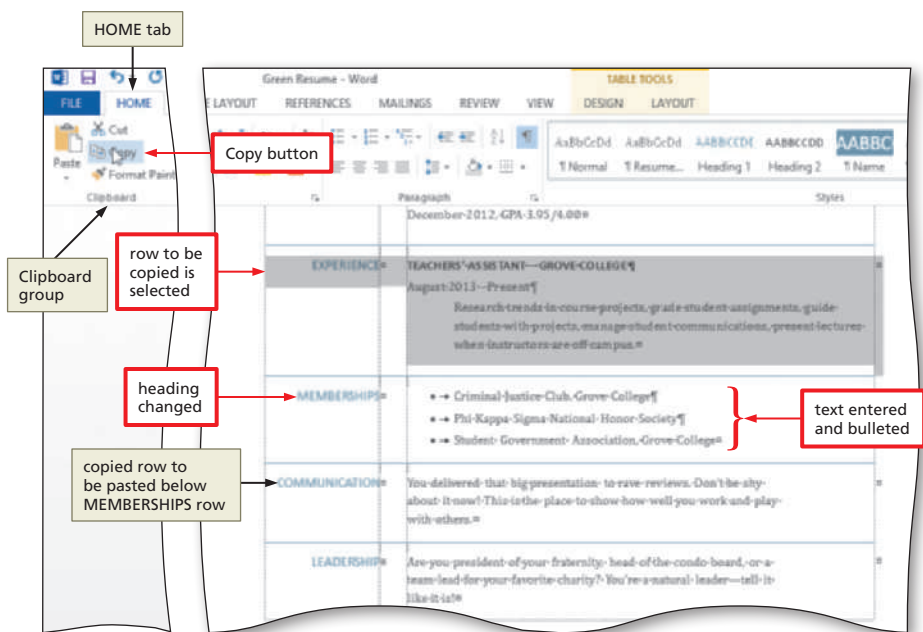 HOME tab
Green Resume - Word
TABLE TOOLS
FILE HOME E LAYOUT REFERENCES MAILINGS REVIEW VIEW DESIGN LAYOUT
Cut
Copy
Paste
Format Paint
Copy button
AaBbCcDd AaBbCcDd AABBCCDE AABBCCDD AABBC
¶ Normal ¶ Resume... Heading 1 Heading 2 ¶ Name
Clipboard Paragraph Styles
December·2012,·GPA·3.95/4.00¤
Clipboard
group
row to be
copied is
selected
EXPERIENCE¤ TEACHERS'·ASSISTANT·—·GROVE·COLLEGE¶
August·2013·–·Present¶
Research·trends·in·course·projects,·grade·student·assignments,·guide·
students·with·projects,·manage·student·communications,·present·lectures·
when·instructors·are·off·campus.¤
heading
changed
MEMBERSHIPS¤
• → Criminal·Justice·Club,·Grove·College¶
• → Phi·Kappa·Sigma·National·Honor·Society¶
• → Student·Government·Association,·Grove·College¤
text entered
and bulleted
copied row to
be pasted below
MEMBERSHIPS row
COMMUNICATION¤ You·delivered·that·big·presentation·to·rave·reviews.·Don't·be·shy·
about·it·now!·This·is·the·place·to·show·how·well·you·work·and·play·
with·others.¤
LEADERSHIP¤ Are·you·president·of·your·fraternity,·head·of·the·condo·board,·or·a·
team·lead·for·your·favorite·charity?·You're·a·natural·leader—tell·it·
like·it·is!¤